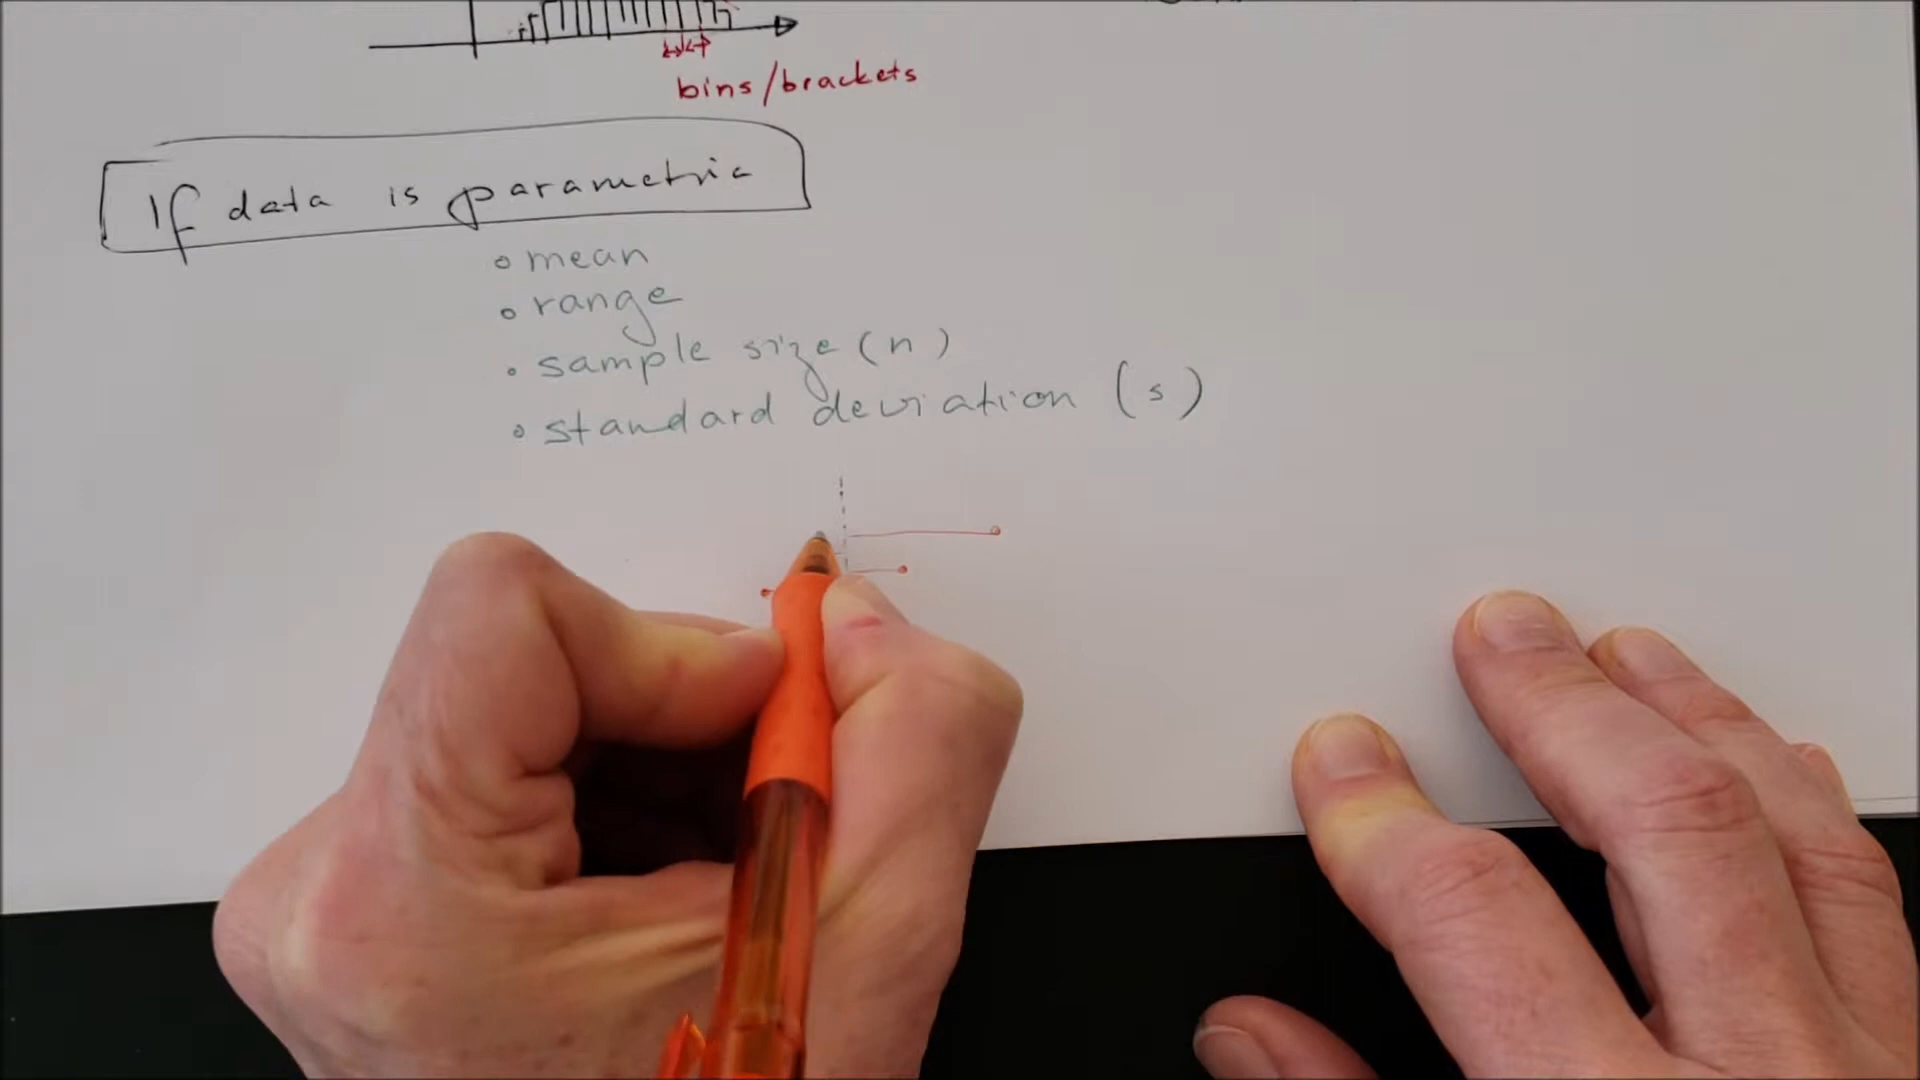 bins/brackets
If data is parametric
mean
range
sample size (n)
standard deviation (s)